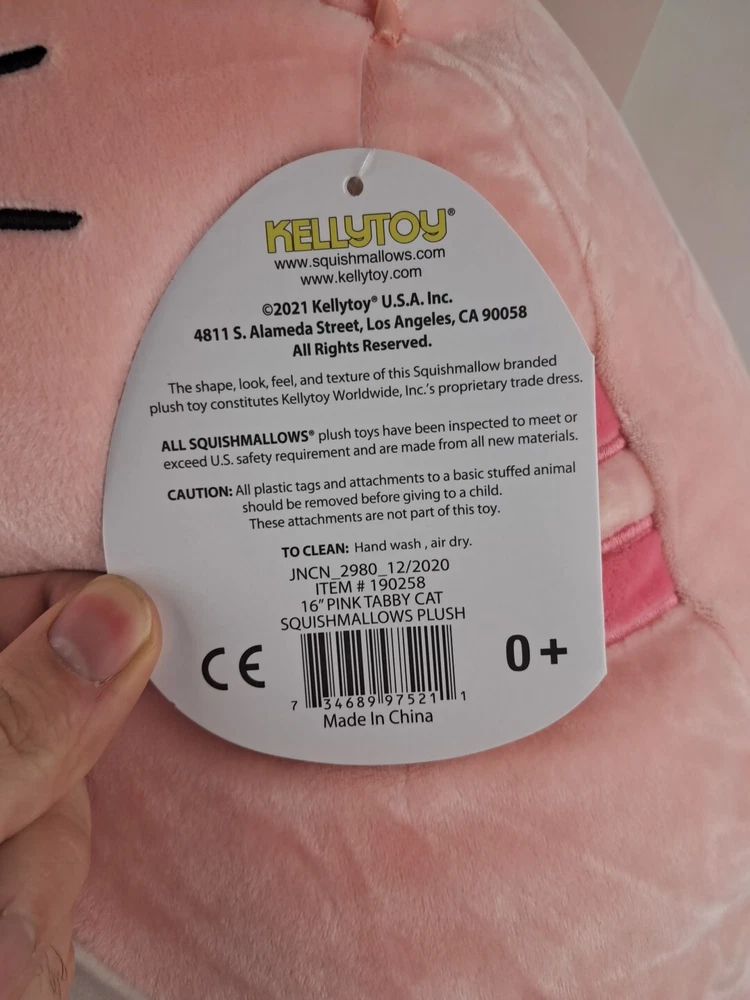 KELLYTOY®
www.squishmallows.com
www.kellytoy.com
©2021 Kellytoy® U.S.A. Inc.
4811 S. Alameda Street, Los Angeles, CA 90058
All Rights Reserved.
The shape, look, feel, and texture of this Squishmallow branded
plush toy constitutes Kellytoy Worldwide, Inc.'s proprietary trade dress.
ALL SQUISHMALLOWS® plush toys have been inspected to meet or
exceed U.S. safety requirement and are made from all new materials.
CAUTION: All plastic tags and attachments to a basic stuffed animal
should be removed before giving to a child.
These attachments are not part of this toy.
TO CLEAN: Hand wash , air dry.
JNCN_2980_12/2020
ITEM # 190258
16" PINK TABBY CAT
SQUISHMALLOWS PLUSH
CE
0+
7 34689 97521 1
Made In China